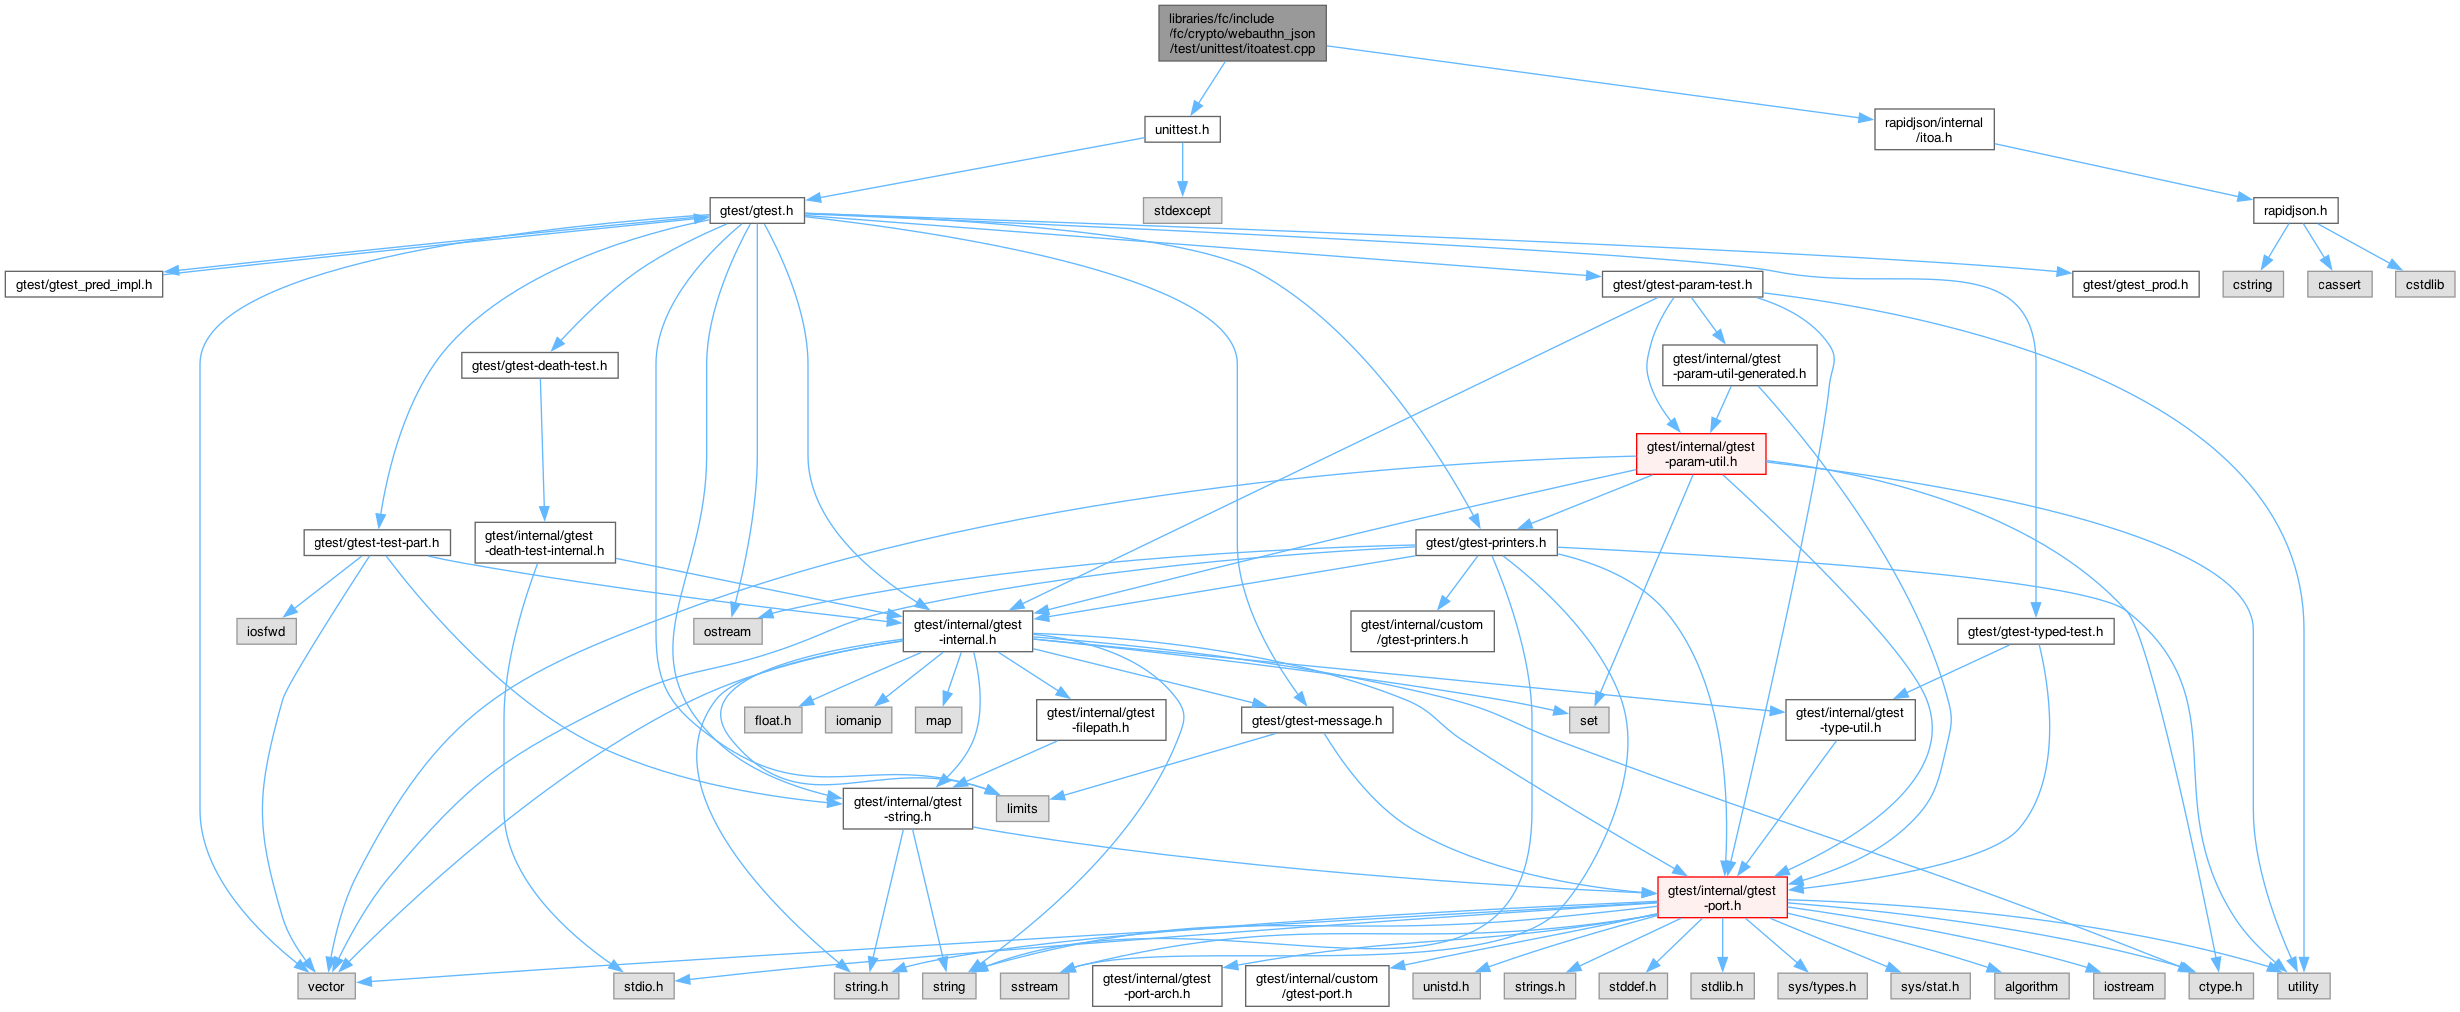 libraries/fc/include
/fc/crypto/webauthn_json
/test/unittest/itoatest.cpp
unittest.h
rapidjson/internal
/itoa.h
gtest/gtest.h
stdexcept
rapidjson.h
gtest/gtest_pred_impl.h
gtest/gtest-param-test.h
gtest/gtest_prod.h
cstring
cassert
cstdlib
gtest/gtest-death-test.h
gtest/internal/gtest
-param-util-generated.h
gtest/internal/gtest
-param-util.h
gtest/gtest-test-part.h
gtest/internal/gtest
-death-test-internal.h
gtest/gtest-printers.h
iosfwd
ostream
gtest/internal/gtest
-internal.h
gtest/internal/custom
/gtest-printers.h
gtest/gtest-typed-test.h
float.h
iomanip
map
gtest/internal/gtest
-filepath.h
gtest/gtest-message.h
set
gtest/internal/gtest
-type-util.h
gtest/internal/gtest
-string.h
limits
gtest/internal/gtest
-port.h
vector
stdio.h
string.h
string
sstream
gtest/internal/gtest
-port-arch.h
gtest/internal/custom
/gtest-port.h
unistd.h
strings.h
stddef.h
stdlib.h
sys/types.h
sys/stat.h
algorithm
iostream
ctype.h
utility